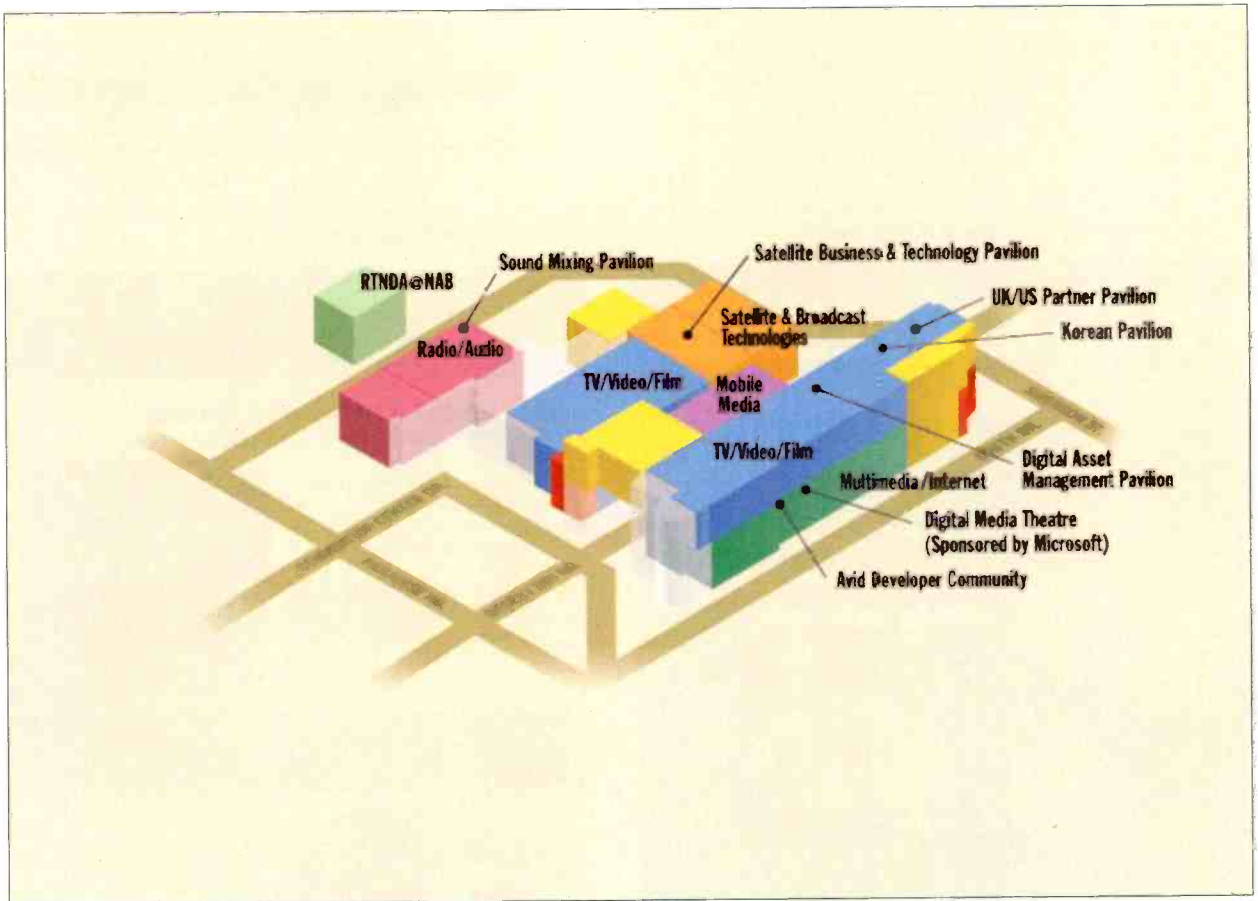 Sound Mixing Pavilion
Satellite Business & Technology Pavilion
RTNDA@NAB
UK/US Partner Pavilion
Satellite & Broadcast
Technologies
Korean Pavilion
Radio/Audio
TV/Video/Film
Mobile
Media
TV/Video/Film
Digital Asset
Management Pavilion
Multimedia/Internet
Digital Media Theatre
(Sponsored by Microsoft)
Avid Developer Community